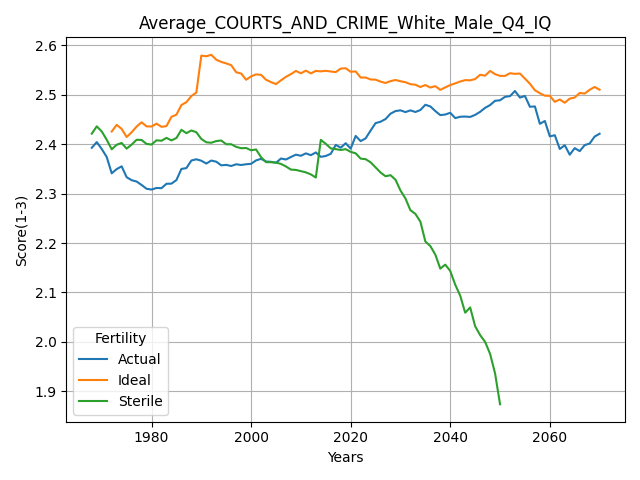 Average_COURTS_AND_CRIME_White_Male_Q4_IQ
2.6
2.5
2.4
2.3
2.2
2.1
2.0
1.9
Score(1-3)
Fertility
Actual
Ideal
Sterile
1980 2000 2020 2040 2060
Years